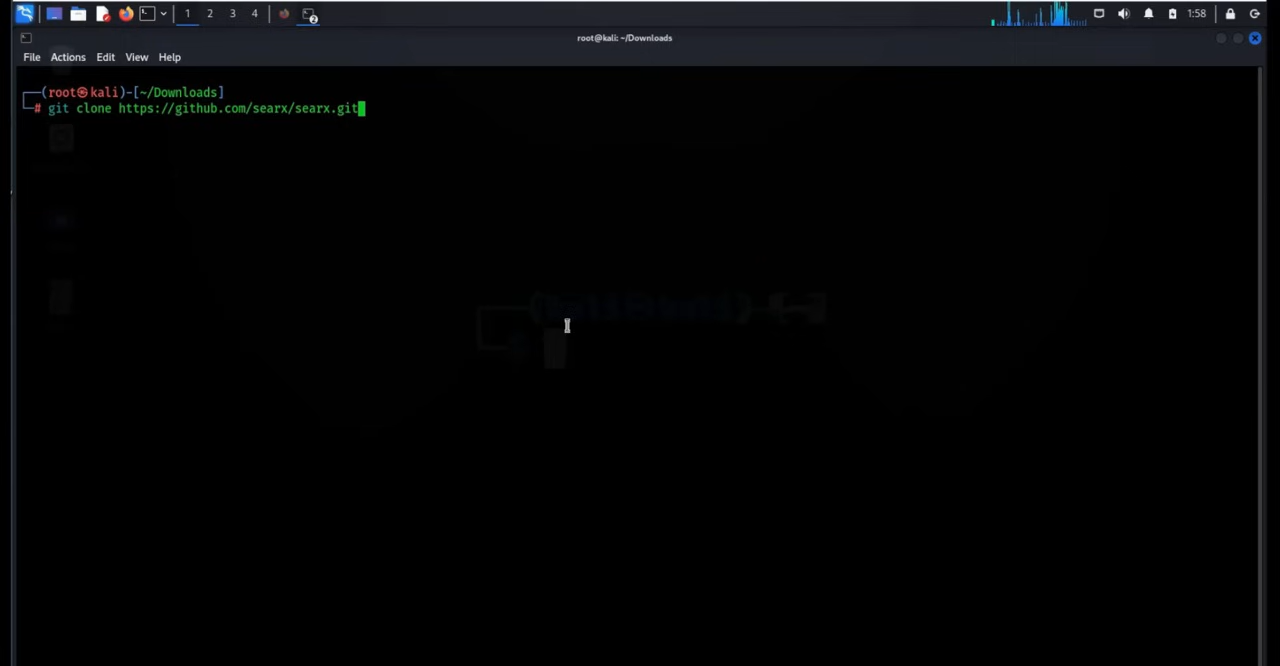 1 2 3 4 2 1:58
root@kali: ~/Downloads
File Actions Edit View Help
┌──(root㉿kali)-[~/Downloads]
└─# git clone https://github.com/searx/searx.git